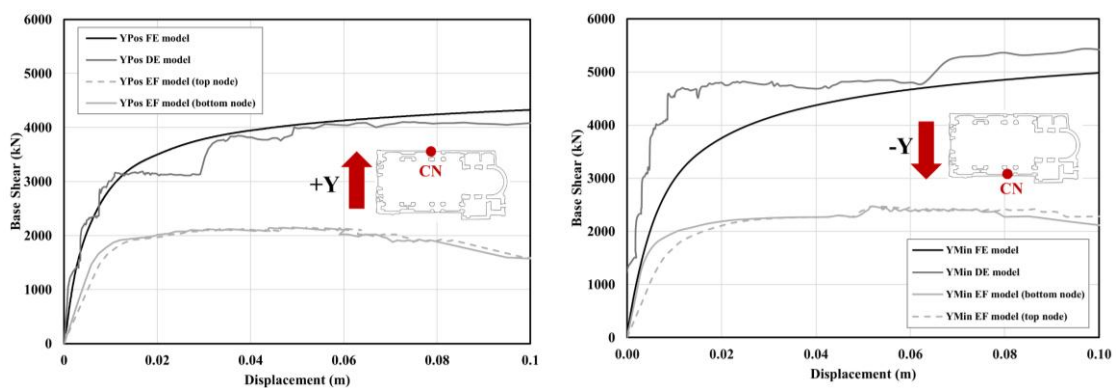 6000
5000
4000
3000
2000
1000
0
Base Shear (kN)
YPos FE model
YPos DE model
YPos EF model (top node)
YPos EF model (bottom node)
+Y
CN
0
0.02
0.04
0.06
0.08
0.1
Displacement (m)
6000
5000
4000
3000
2000
1000
0
Base Shear (kN)
-Y
CN
YMin FE model
YMin DE model
YMin EF model (bottom node)
YMin EF model (top node)
0.00
0.02
0.04
0.06
0.08
0.10
Displacement (m)